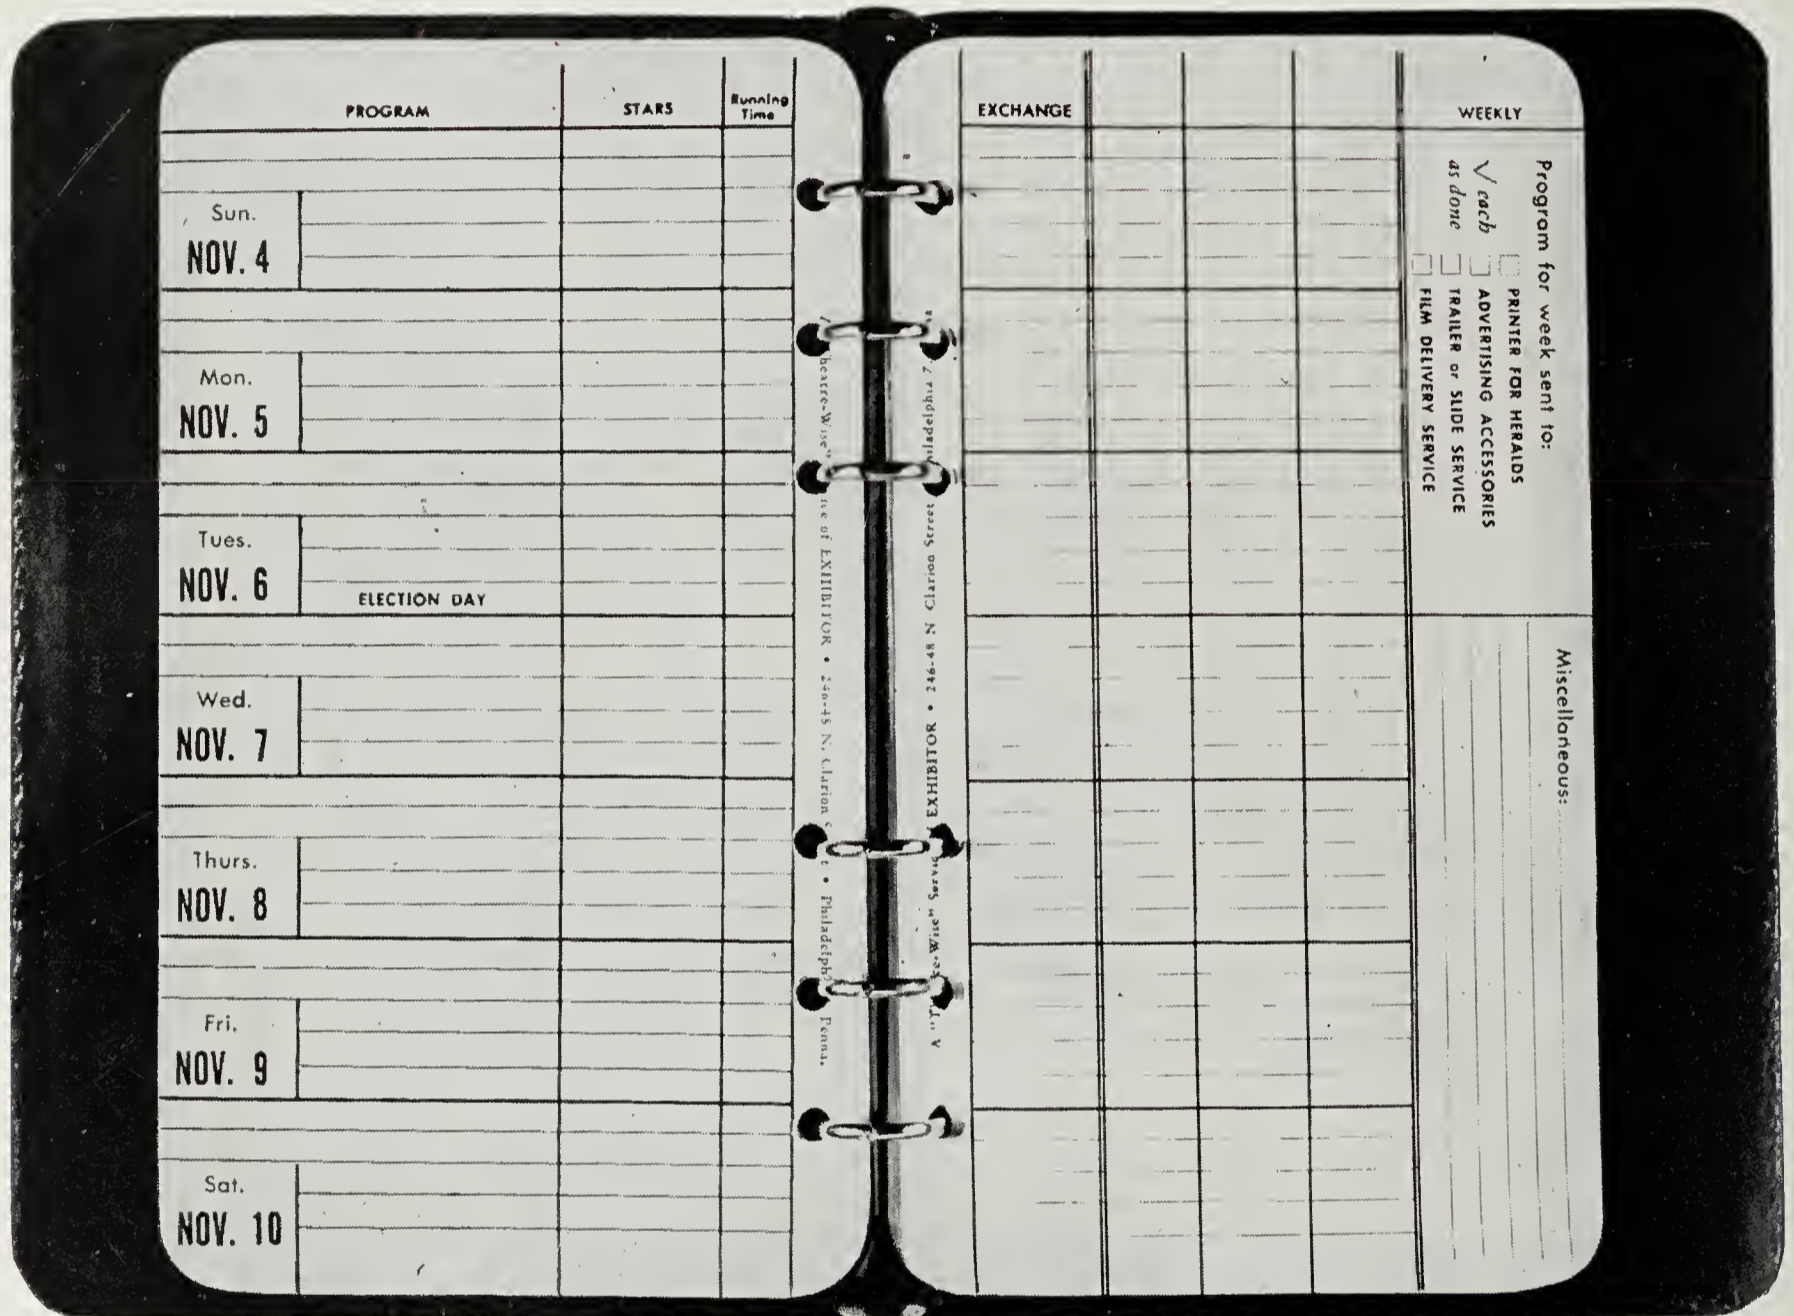 PROGRAM
STARS
Running
Time
Sun.
NOV. 4
Mon.
NOV. 5
Tues.
NOV. 6
ELECTION DAY
Wed.
NOV. 7
Thurs.
NOV. 8
Fri.
NOV. 9
Sat.
NOV. 10
of EXHIBITOR • 246-48 N. Clarion • Penna.
EXHIBITOR • 246-48 N Clarion Street
EXCHANGE
WEEKLY
Program for week sent to:
√ each
as done
PRINTER FOR HERALDS
ADVERTISING ACCESSORIES
TRAILER or SLIDE SERVICE
FILM DELIVERY SERVICE
Miscellaneous: